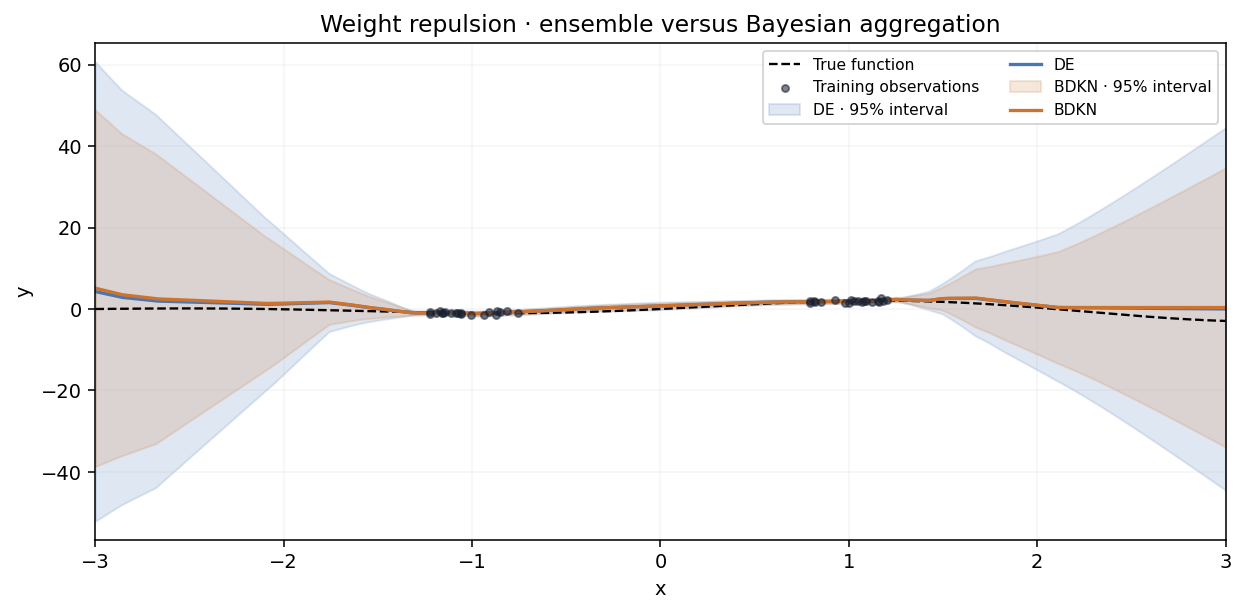 Weight repulsion · ensemble versus Bayesian aggregation
True function
Training observations
DE · 95% interval
DE
BDKN · 95% interval
BDKN
y
60
40
20
0
−20
−40
−3
−2
−1
0
1
2
3
x